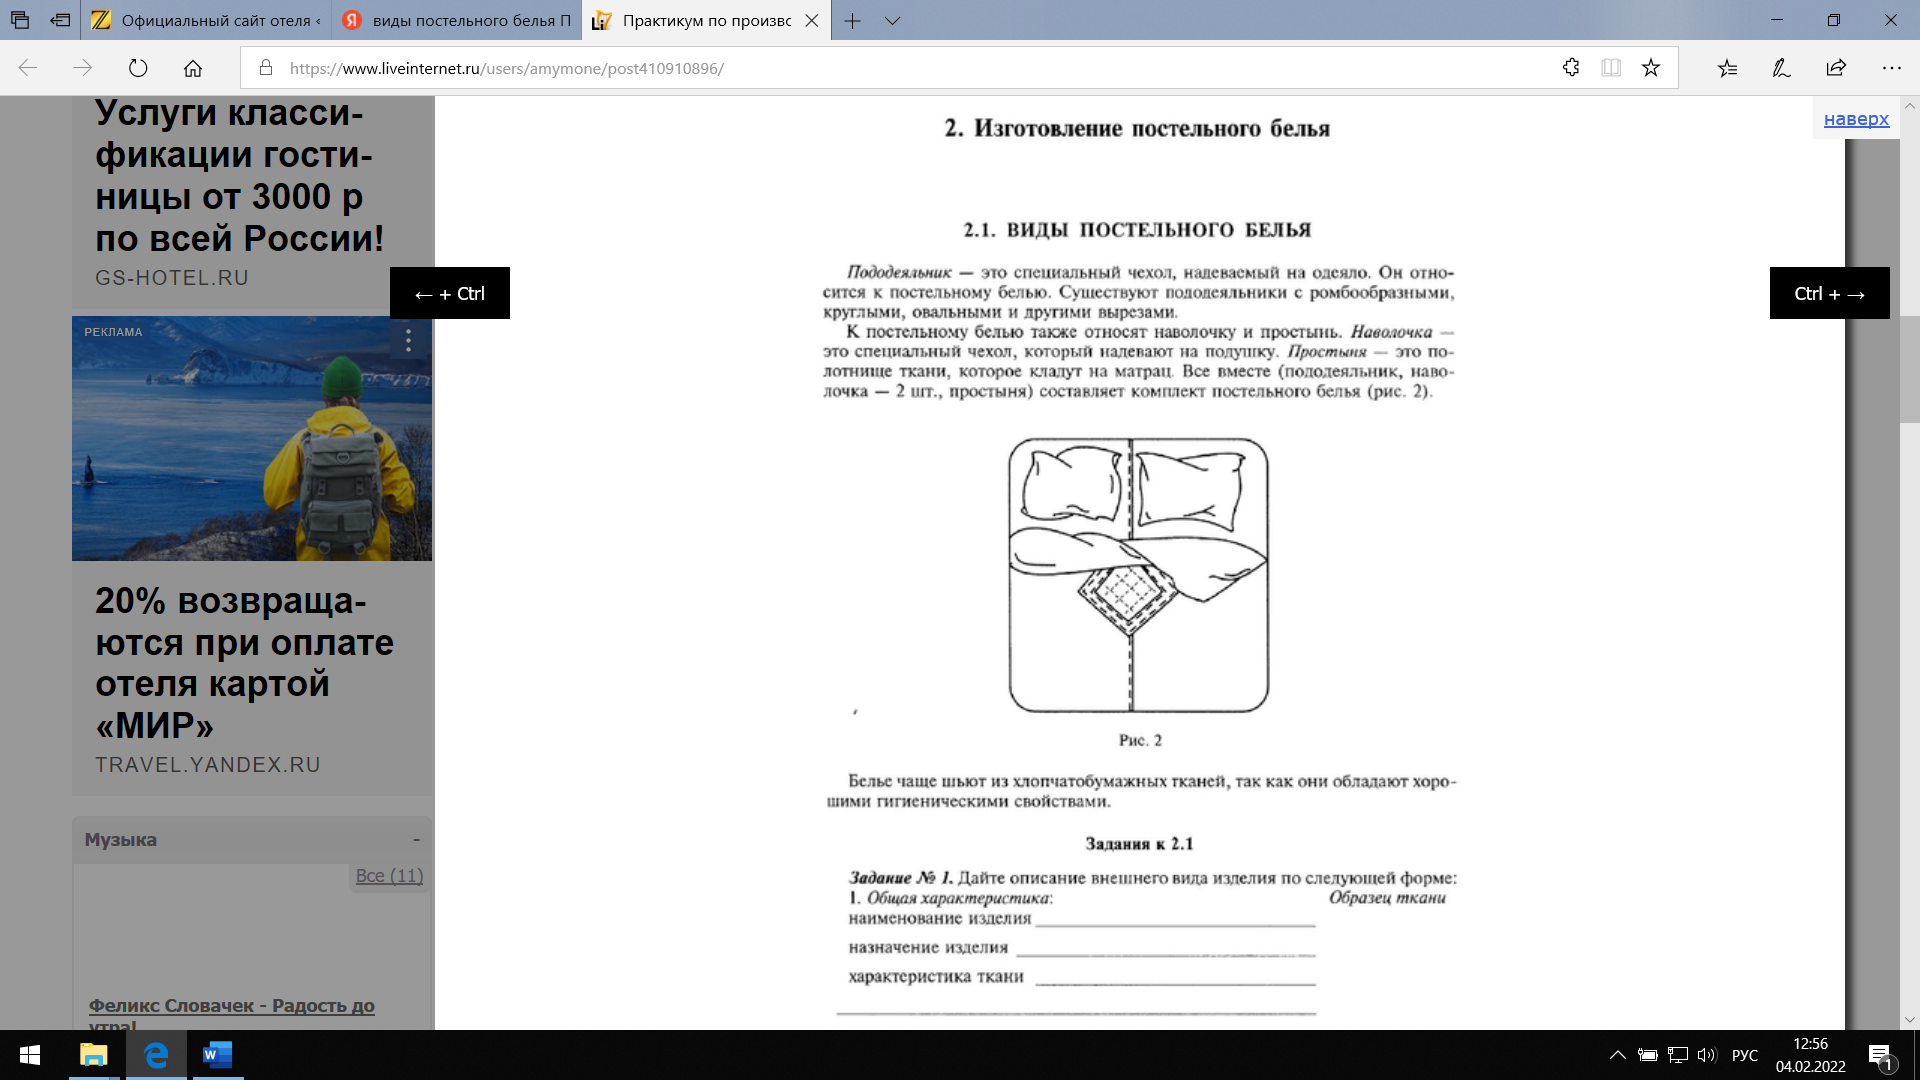 Официальный сайт отеля
виды постельного белья П
Практикум по произвс
https://www.liveinternet.ru/users/amymone/post410910896/
Услуги класси-
фикации гости-
ницы от 3000 р
по всей России!
GS-HOTEL.RU
РЕКЛАМА
20% возвраща-
ются при оплате
отеля картой
«МИР»
TRAVEL.YANDEX.RU
Музыка
-
Все (11)
Феликс Словачек - Радость до
утра!
← + Ctrl
Ctrl + →
наверх
2. Изготовление постельного белья
2.1. ВИДЫ ПОСТЕЛЬНОГО БЕЛЬЯ
Пододеяльник — это специальный чехол, надеваемый на одеяло. Он отно-
сится к постельному белью. Существуют пододеяльники с ромбообразными,
круглыми, овальными и другими вырезами.
К постельному белью также относят наволочку и простынь. Наволочка —
это специальный чехол, который надевают на подушку. Простыня — это по-
лотнище ткани, которое кладут на матрац. Все вместе (пододеяльник, наво-
лочка — 2 шт., простыня) составляет комплект постельного белья (рис. 2).
Рис. 2
Белье чаще шьют из хлопчатобумажных тканей, так как они обладают хоро-
шими гигиеническими свойствами.
Задания к 2.1
Задание № 1. Дайте описание внешнего вида изделия по следующей форме:
1. Общая характеристика: Образец ткани
наименование изделия
назначение изделия
характеристика ткани
РУС
12:56
04.02.2022
1